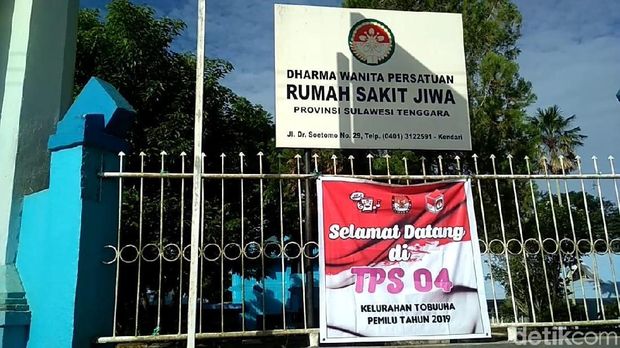 DHARMA WANITA PERSATUAN
RUMAH SAKIT JIWA
PROVINSI SULAWESI TENGGARA
Jl. Dr. Soetomo No. 29, Telp. (0401) 3122591 - Kendari
Selamat Datang
di
TPS 04
KELURAHAN TOBUUHA
PEMILU TAHUN 2019
detikcom